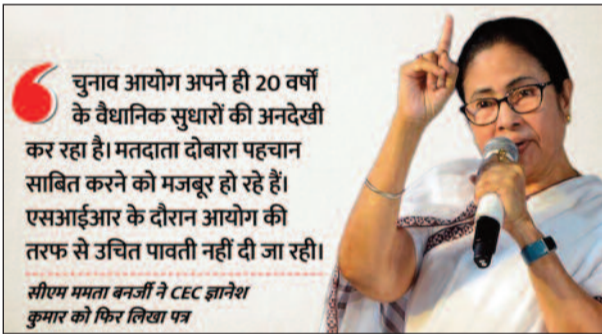 चुनाव आयोग अपने ही 20 वर्षों
के वैधानिक सुधारों की अनदेखी
कर रहा है। मतदाता दोबारा पहचान
साबित करने को मजबूर हो रहे हैं।
एसआईआर के दौरान आयोग की
तरफ से उचित पावती नहीं दी जा रही।
सीएम ममता बनर्जी ने CEC ज्ञानेश
कुमार को फिर लिखा पत्र